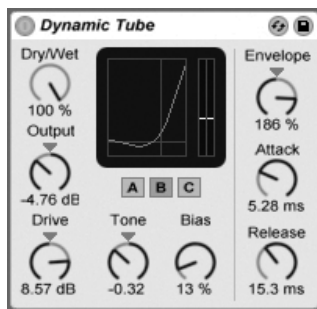 Dynamic Tube
Dry/Wet
100 %
Output
-4.76 dB
A B C
Drive
8.57 dB
Tone
-0.32
Bias
13 %
Envelope
186 %
Attack
5.28 ms
Release
15.3 ms